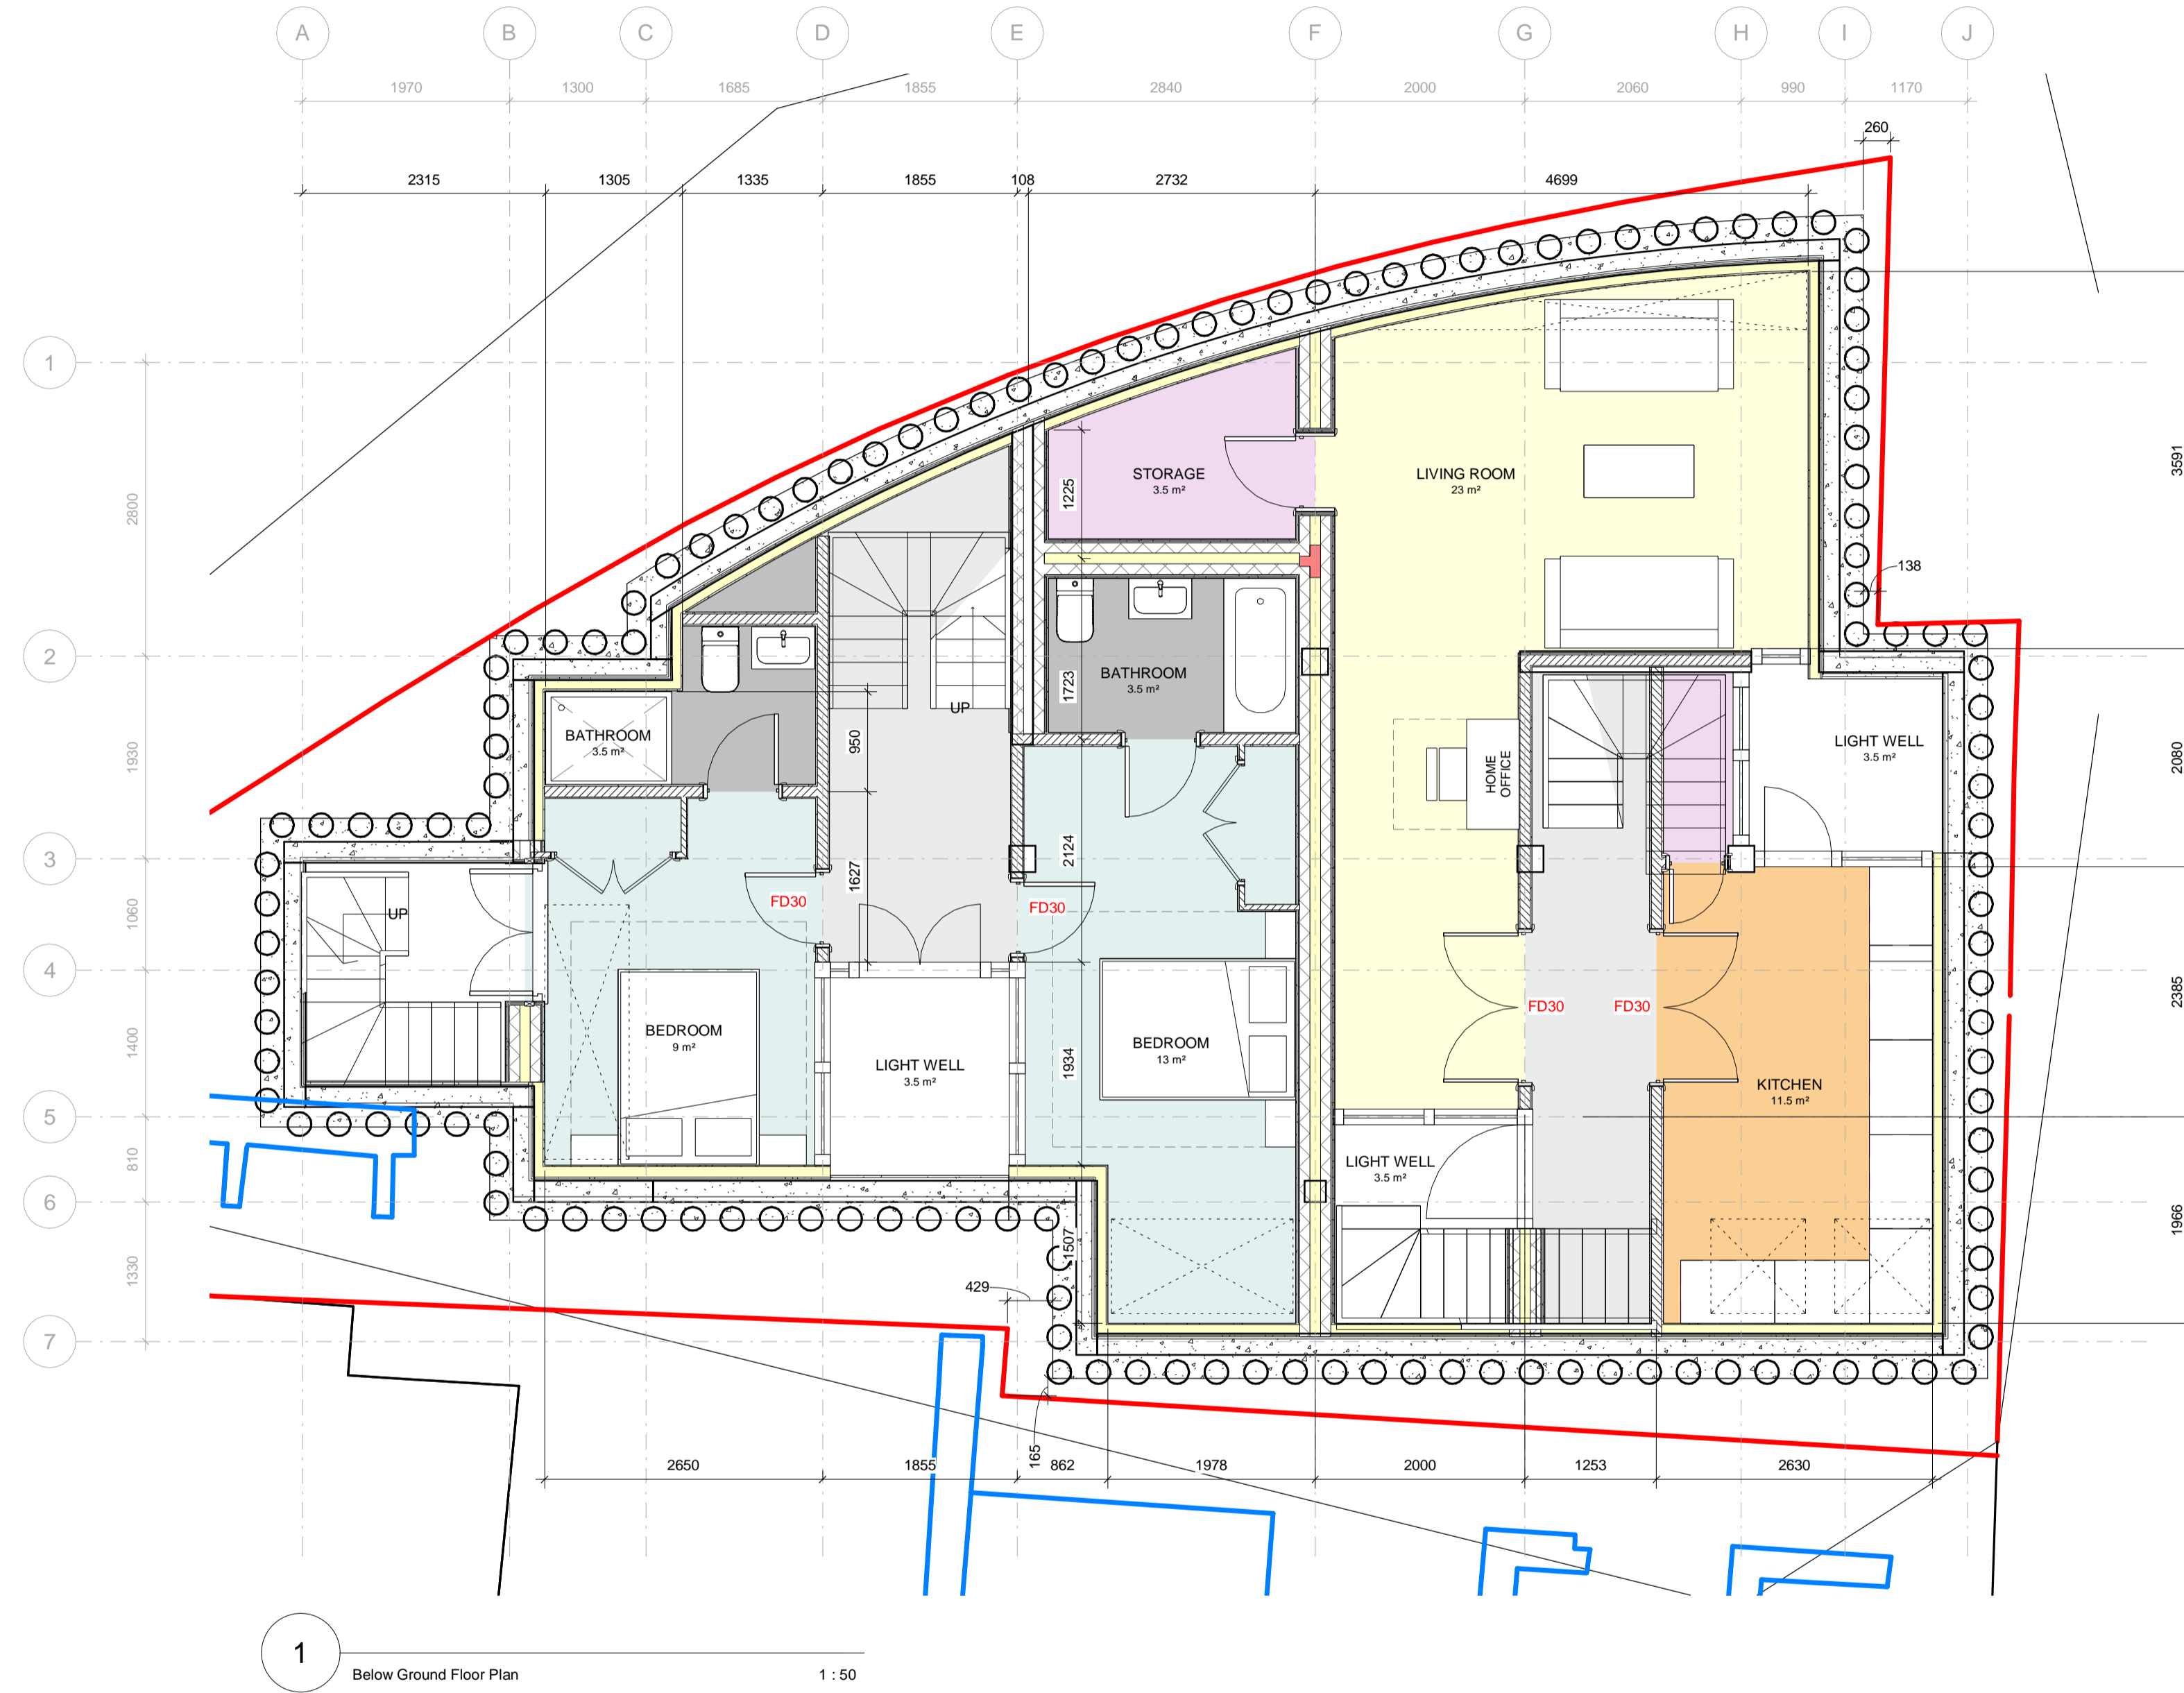 A B C D E F G H I J
1970 1300 1685 1855 2840 2000 2060 990 1170
260
2315 1305 1335 1855 108 2732 4699
1
2800
2
1930
3
1060
4
1400
5
810
6
1330
7
3591
2080
2385
1966
138
STORAGE
3.5 m²
LIVING ROOM
23 m²
1225
BATHROOM
3.5 m²
1723
UP
BATHROOM
3.5 m²
950
HOME
OFFICE
LIGHT WELL
3.5 m²
2124
1627
FD30
FD30
UP
FD30
FD30
BEDROOM
9 m²
LIGHT WELL
3.5 m²
1934
BEDROOM
13 m²
KITCHEN
11.5 m²
LIGHT WELL
3.5 m²
1507
429
165
2650 1855 862 1978 2000 1253 2630
1
Below Ground Floor Plan 1 : 50